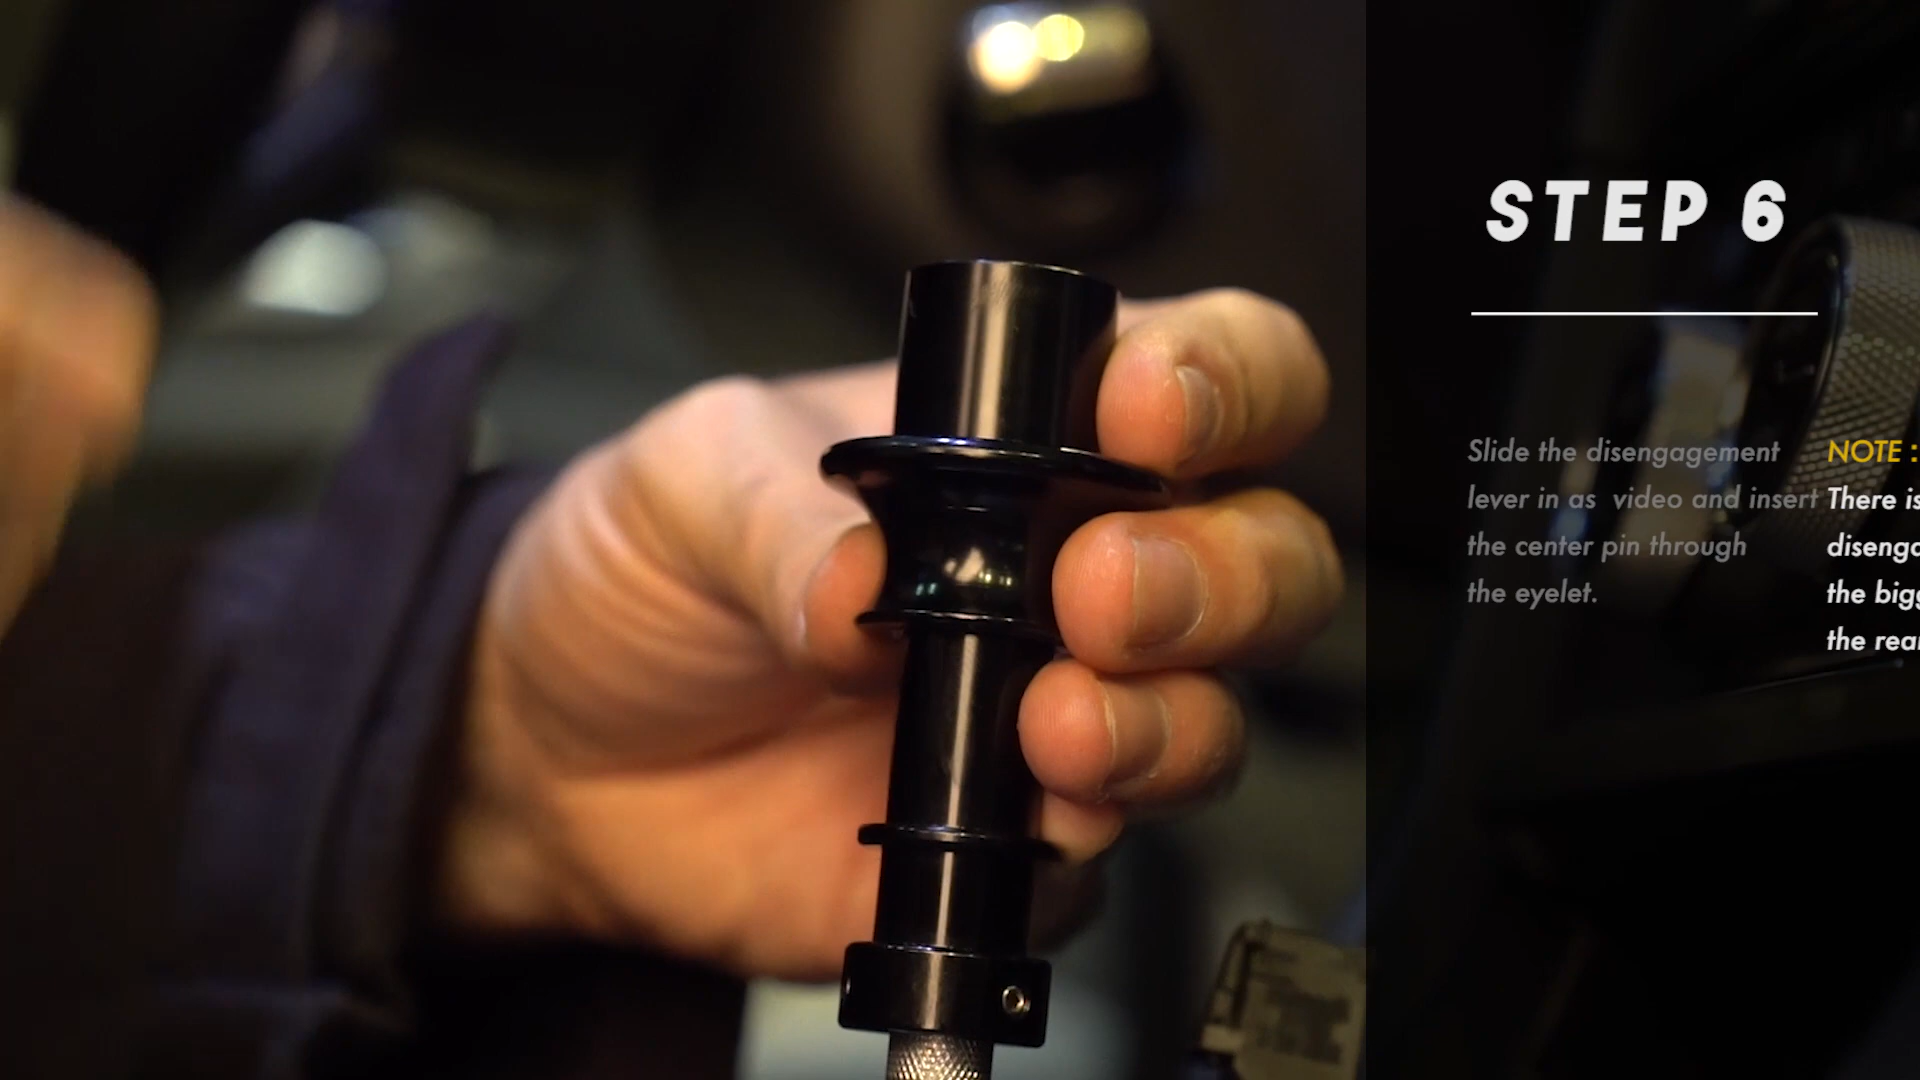 STEP 6
Slide the disengagement
lever in as video and insert
the center pin through
the eyelet.
NOTE :
There is
the
the